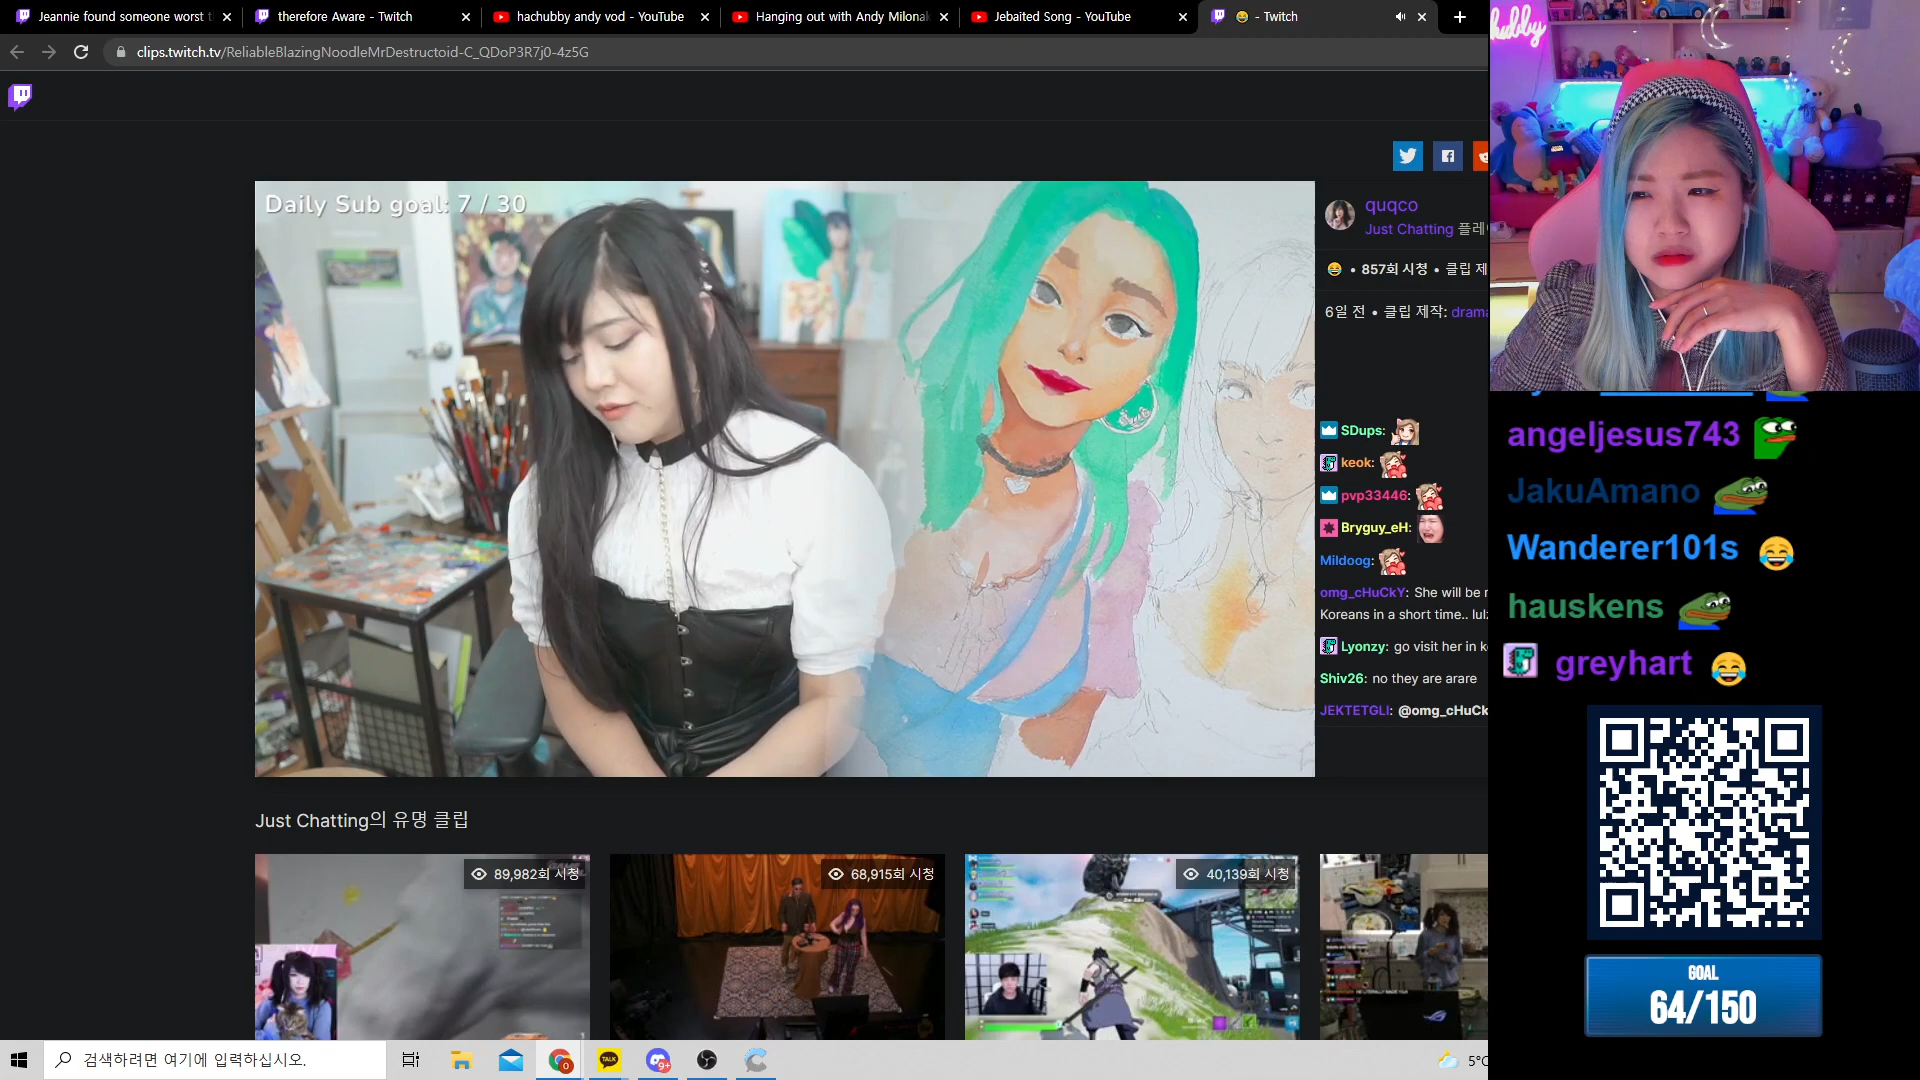 Jeannie found someone worst t
therefore Aware - Twitch
hachubby andy vod - YouTube
Hanging out with Andy Milonak
Jebaited Song - YouTube
😂 - Twitch
clips.twitch.tv/ReliableBlazingNoodleMrDestructoid-C_QDoP3R7j0-4z5G
hubby
Daily Sub goal: 7 / 30
quqco
Just Chatting 플레
😂 • 857회 시청 • 클립 제
6일 전 • 클립 제작: drama
SDups:
keok:
pvp33446:
Bryguy_eH:
Mildoog:
omg_cHuCkY: She will be
Koreans in a short time.. lul
Lyonzy: go visit her in k
Shiv26: no they are arare
JEKTETGLI: @omg_cHuCk
angeljesus743
JakuAmano
Wanderer101s 😂
hauskens
greyhart 😂
GOAL
64/150
Just Chatting의 유명 클립
89,982회 시청
68,915회 시청
40,139회 시청
검색하려면 여기에 입력하십시오.
TALK
9+
5°C